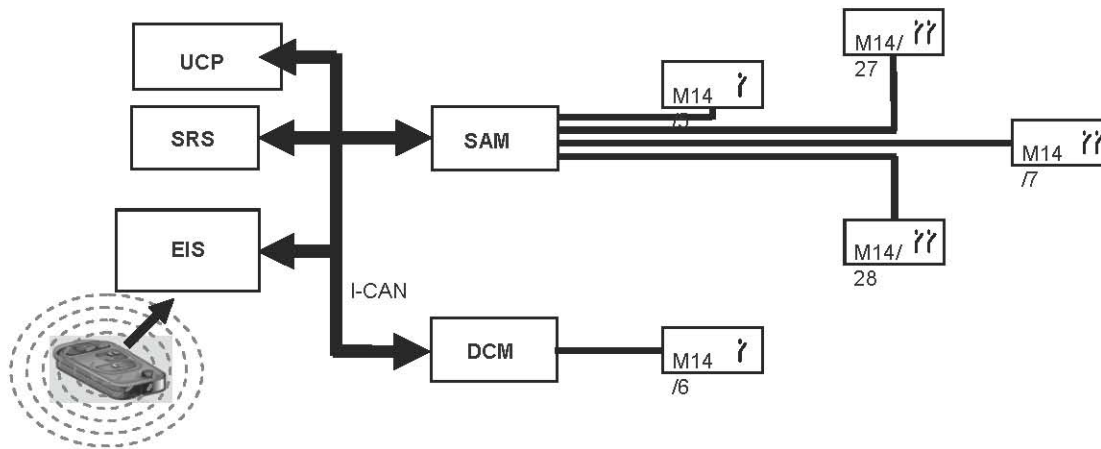 UCP
M14/
27
M14
/5
SRS
SAM
M14
/7
EIS
M14/
28
I-CAN
DCM
M14
/6